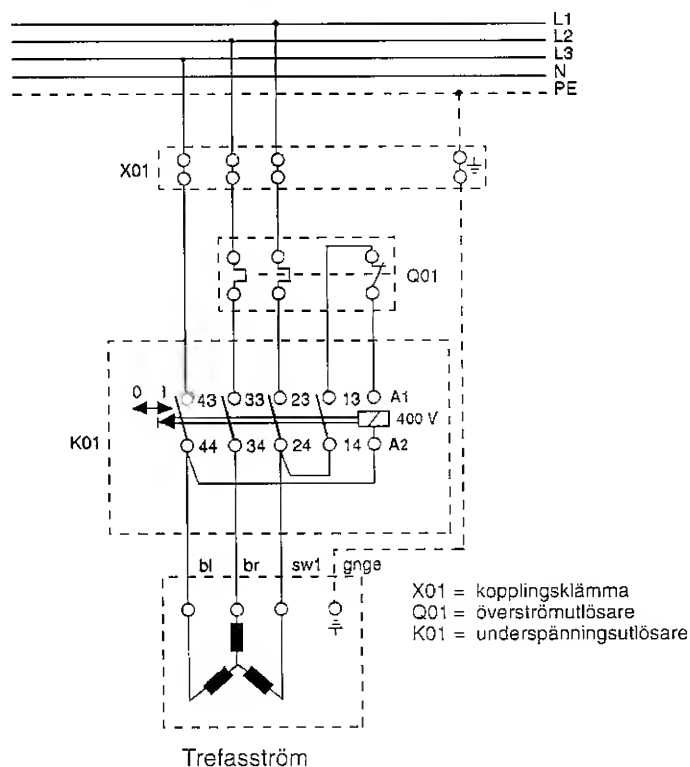 L1
L2
L3
N
PE
X01
Q01
0 1
43 33 23 13 A1
400 V
K01
44 34 24 14 A2
bl br sw1 gnge
X01 = kopplingsklämma
Q01 = överströmutlösare
K01 = underspänningsutlösare
Trefasström